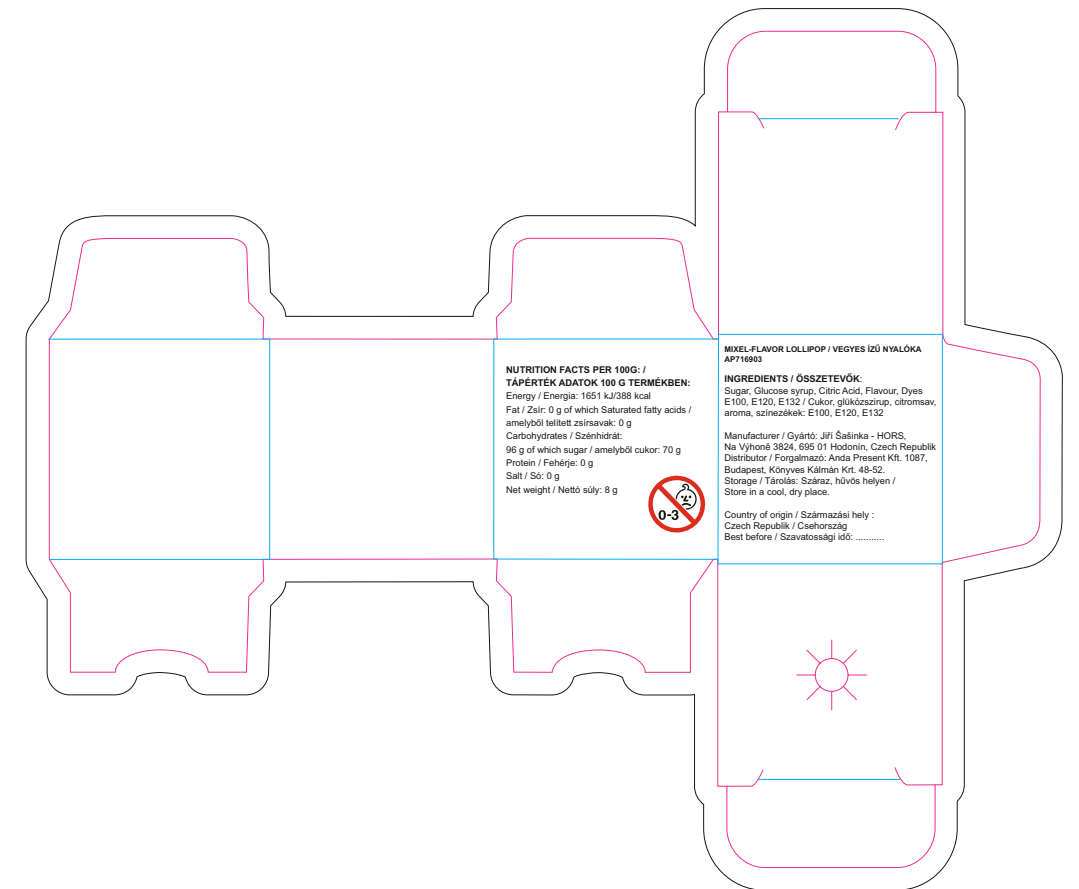 NUTRITION FACTS PER 100G: /
TÁPÉRTÉK ADATOK 100 G TERMÉKBEN:
Energy / Energia: 1651 kJ/388 kcal
Fat / Zsír: 0 g of which Saturated fatty acids /
amelyből telített zsírsavak: 0 g
Carbohydrates / Szénhidrát:
96 g of which sugar / amelyből cukor: 70 g
Protein / Fehérje: 0 g
Salt / Só: 0 g
Net weight / Nettó súly: 8 g
0-3
MIXEL-FLAVOR LOLLIPOP / VEGYES ÍZŰ NYALÓKA
AP716903
INGREDIENTS / ÖSSZETEVŐK:
Sugar, Glucose syrup, Citric Acid, Flavour, Dyes
E100, E120, E132 / Cukor, glükózszirup, citromsav,
aroma, színezékek: E100, E120, E132
Manufacturer / Gyártó: Jiří Šašinka - HORS,
Na Výhoně 3824, 695 01 Hodonín, Czech Republik
Distributor / Forgalmazó: Anda Present Kft. 1087,
Budapest, Könyves Kálmán Krt. 48-52.
Storage / Tárolás: Száraz, hűvös helyen /
Store in a cool, dry place.
Country of origin / Származási hely :
Czech Republik / Csehország
Best before / Szavatossági idő: ...........